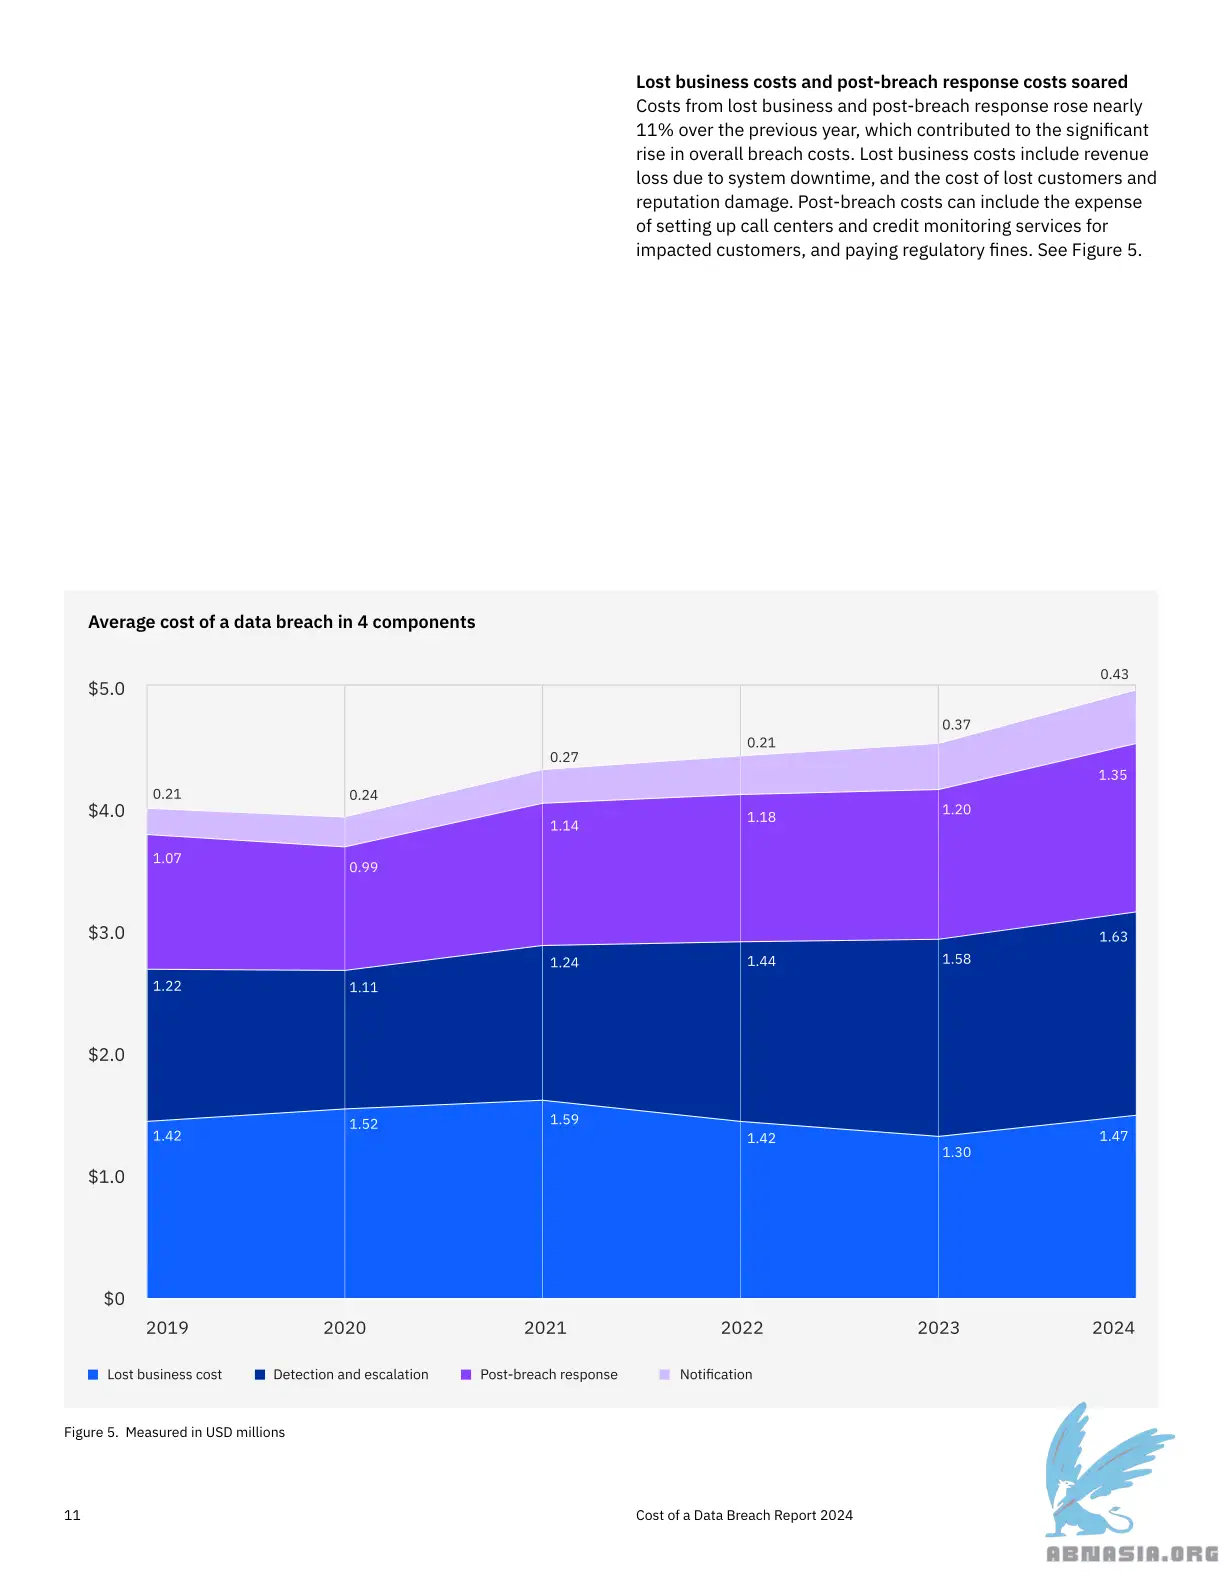 Lost business costs and post-breach response costs soared
Costs from lost business and post-breach response rose nearly
11% over the previous year, which contributed to the significant
rise in overall breach costs. Lost business costs include revenue
loss due to system downtime, and the cost of lost customers and
reputation damage. Post-breach costs can include the expense
of setting up call centers and credit monitoring services for
impacted customers, and paying regulatory fines. See Figure 5.
Average cost of a data breach in 4 components
$5.0
$4.0
$3.0
$2.0
$1.0
$0
0.21
0.24
0.27
0.21
0.37
0.43
1.07
0.99
1.14
1.18
1.20
1.35
1.22
1.11
1.24
1.44
1.58
1.63
1.42
1.52
1.59
1.42
1.30
1.47
2019 2020 2021 2022 2023 2024
Lost business cost Detection and escalation Post-breach response Notification
Figure 5. Measured in USD millions
11 Cost of a Data Breach Report 2024
ABNASIA.ORG